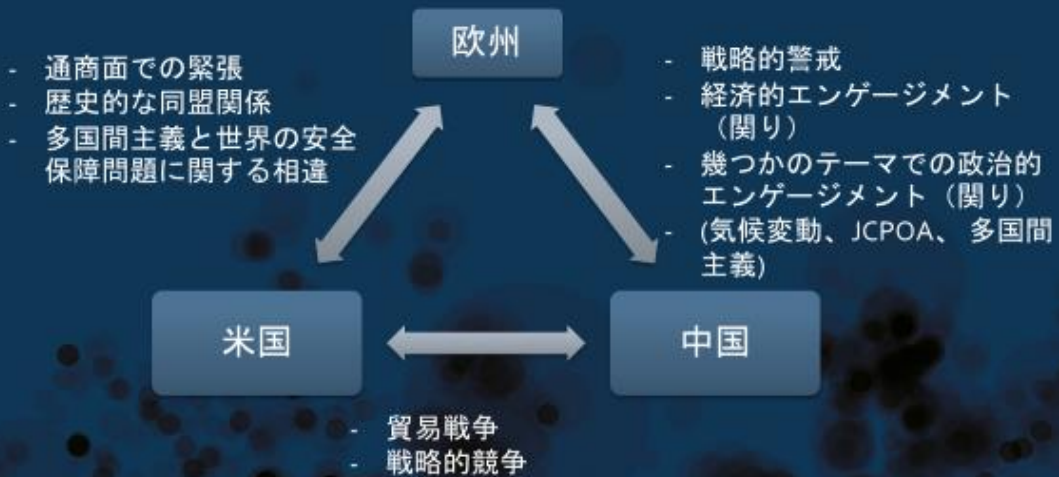 欧州
- 通商面での緊張
- 歴史的な同盟関係
- 多国間主義と世界の安全
保障問題に関する相違
- 戦略的警戒
- 経済的エンゲージメント
（関り）
- 幾つかのテーマでの政治的
エンゲージメント（関り）
- (気候変動、JCPOA、 多国間
主義)
米国
中国
- 貿易戦争
- 戦略的競争